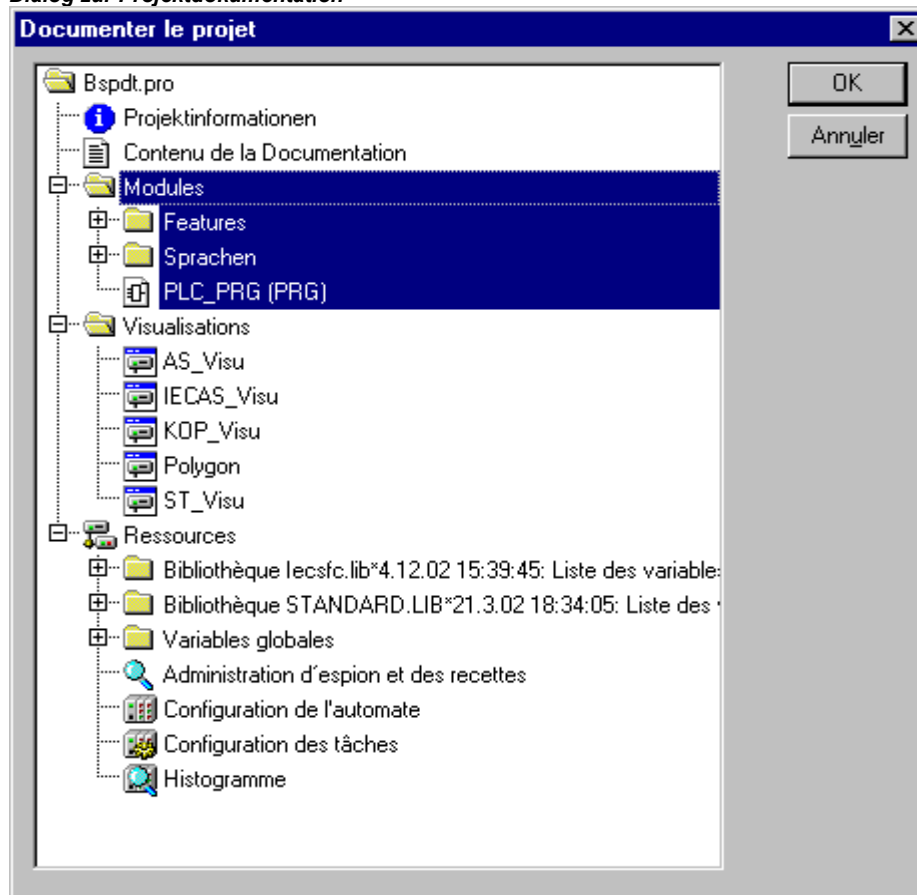 Dialog zur Projektdokumentation
Documenter le projet
Bspdt.pro
Projektinformationen
Contenu de la Documentation
Modules
Features
Sprachen
PLC_PRG (PRG)
Visualisations
AS_Visu
IECAS_Visu
KOP_Visu
Polygon
ST_Visu
Ressources
Bibliothèque Iecsfc.lib*4.12.02 15:39:45: Liste des variable
Bibliothèque STANDARD.LIB*21.3.02 18:34:05: Liste des
Variables globales
Administration d´espion et des recettes
Configuration de l'automate
Configuration des tâches
Histogramme
OK
Annuler